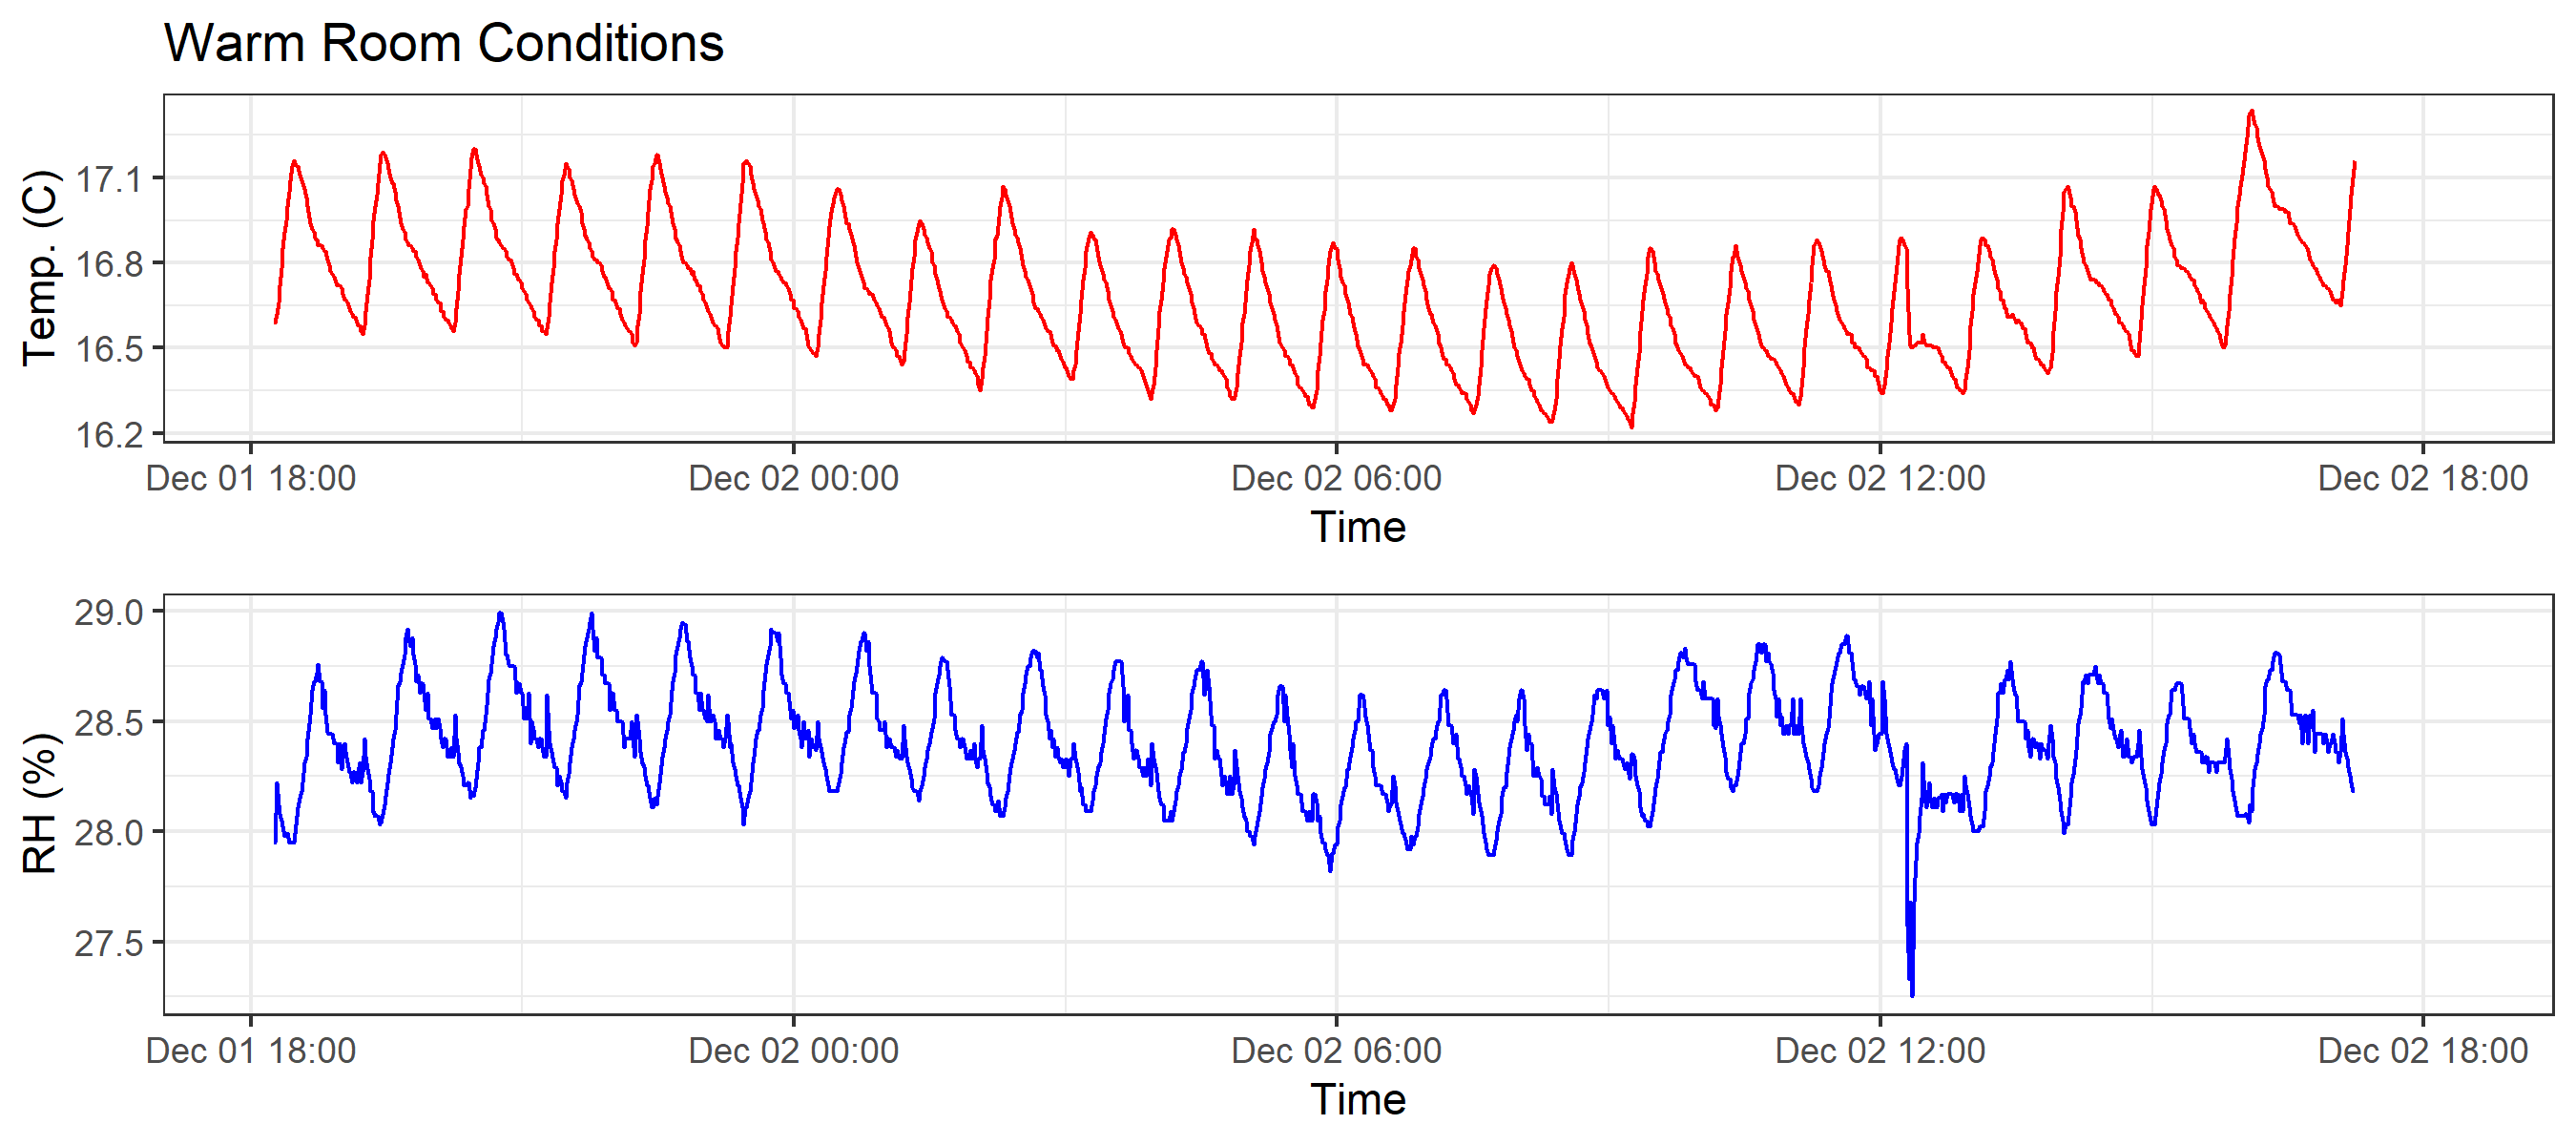 Warm Room Conditions
Temp. (C)
17.1
16.8
16.5
16.2
Dec 01 18:00 Dec 02 00:00 Dec 02 06:00 Dec 02 12:00 Dec 02 18:00
Time
RH (%)
29.0
28.5
28.0
27.5
Dec 01 18:00 Dec 02 00:00 Dec 02 06:00 Dec 02 12:00 Dec 02 18:00
Time